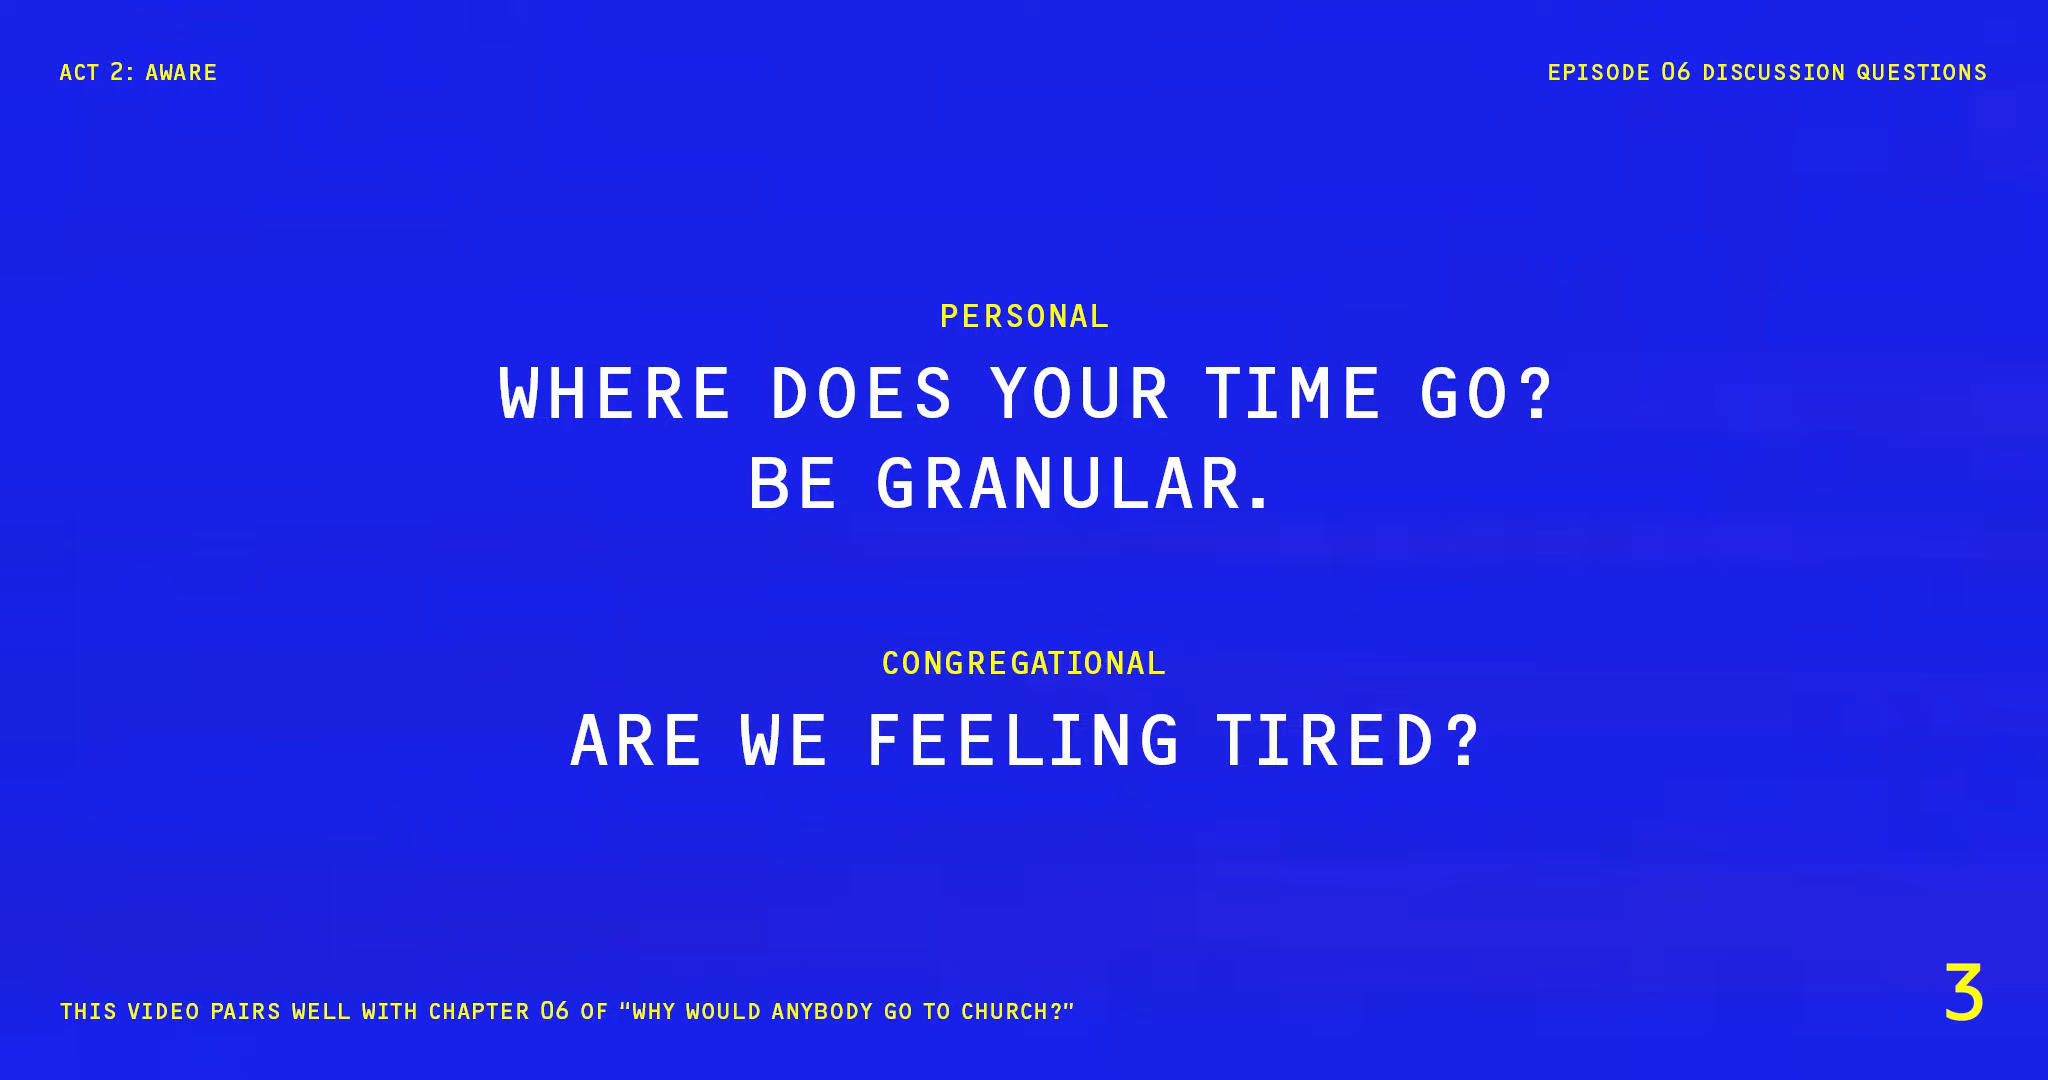 ACT 2: AWARE
EPISODE 06 DISCUSSION QUESTIONS
PERSONAL
WHERE DOES YOUR TIME GO?
BE GRANULAR.
CONGREGATIONAL
ARE WE FEELING TIRED?
THIS VIDEO PAIRS WELL WITH CHAPTER 06 OF “WHY WOULD ANYBODY GO TO CHURCH?”
3